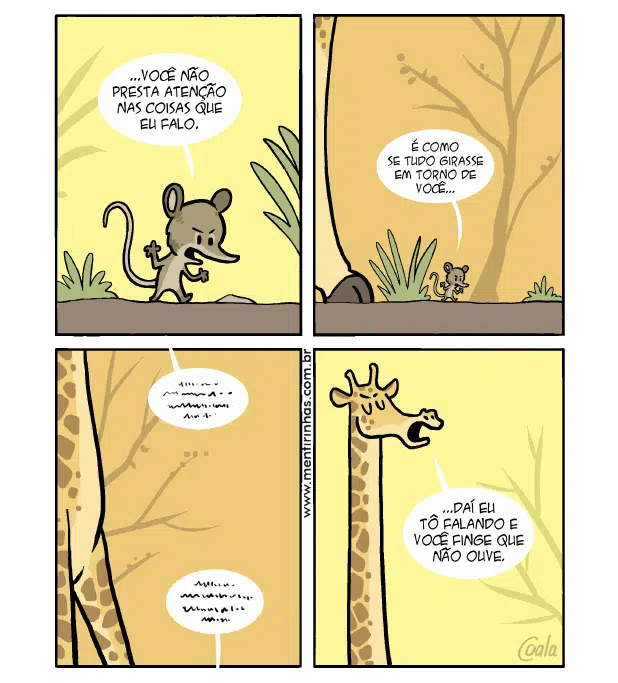 ...VOCÊ NÃO
PRESTA ATENÇÃO
NAS COISAS QUE
EU FALO.
É COMO
SE TUDO GIRASSE
EM TORNO DE
VOCÊ...
www.mentirinhas.com.br
...DAÍ EU
TÔ FALANDO E
VOCÊ FINGE QUE
NÃO OUVE.
Coala